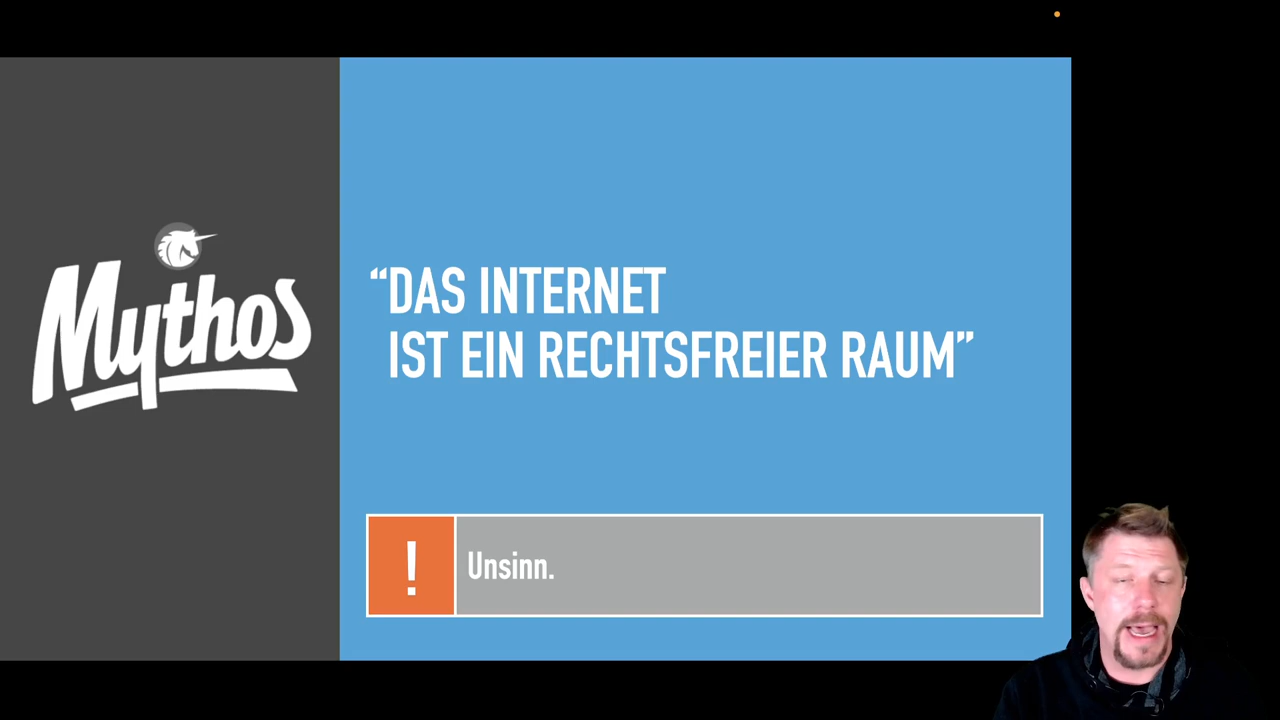 Mythos
“DAS INTERNET
IST EIN RECHTSFREIER RAUM”
!
Unsinn.